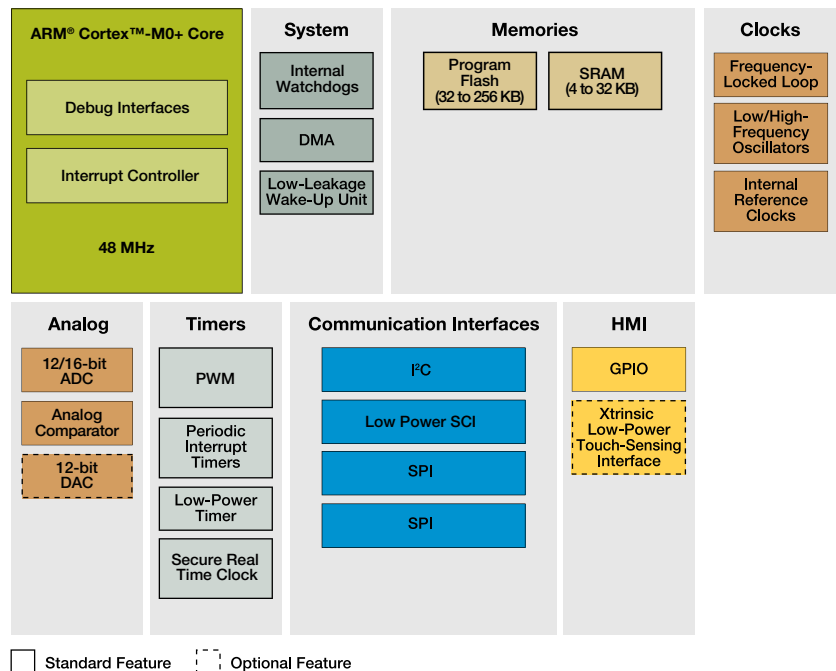 ARM® Cortex™-M0+ Core
Debug Interfaces
Interrupt Controller
48 MHz
System
Internal
Watchdogs
DMA
Low-Leakage
Wake-Up Unit
Memories
Program
Flash
(32 to 256 KB)
SRAM
(4 to 32 KB)
Clocks
Frequency-
Locked Loop
Low/High-
Frequency
Oscillators
Internal
Reference
Clocks
Analog
12/16-bit
ADC
Analog
Comparator
12-bit
DAC
Timers
PWM
Periodic
Interrupt
Timers
Low-Power
Timer
Secure Real
Time Clock
Communication Interfaces
I²C
Low Power SCI
SPI
SPI
HMI
GPIO
Xtrinsic
Low-Power
Touch-Sensing
Interface
Standard Feature
Optional Feature